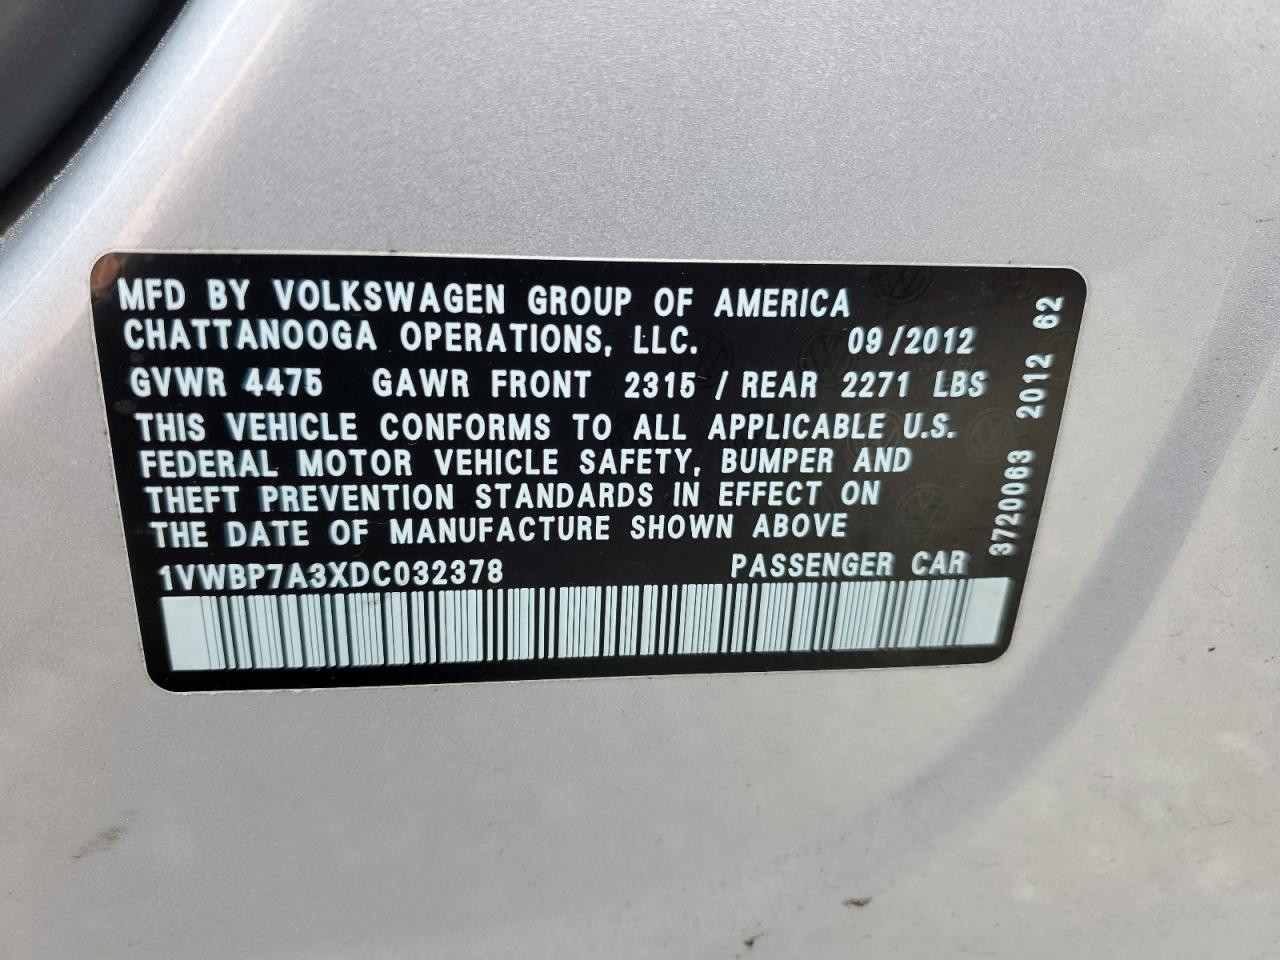 MFD BY VOLKSWAGEN GROUP OF AMERICA
CHATTANOOGA OPERATIONS, LLC. 09/2012
GVWR 4475 GAWR FRONT 2315 / REAR 2271 LBS
THIS VEHICLE CONFORMS TO ALL APPLICABLE U.S.
FEDERAL MOTOR VEHICLE SAFETY, BUMPER AND
THEFT PREVENTION STANDARDS IN EFFECT ON
THE DATE OF MANUFACTURE SHOWN ABOVE
1VWBP7A3XDC032378 PASSENGER CAR
3720063 2012 62